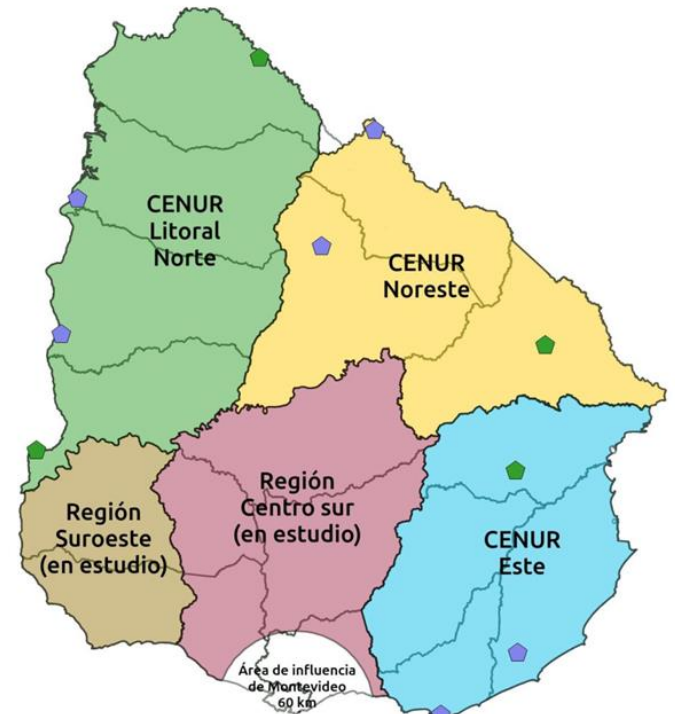 CENUR
Litoral
Norte
CENUR
Noreste
Región
Centro sur
(en estudio)
Región
Suroeste
(en estudio)
CENUR
Este
Área de influencia
de Montevideo
60 km